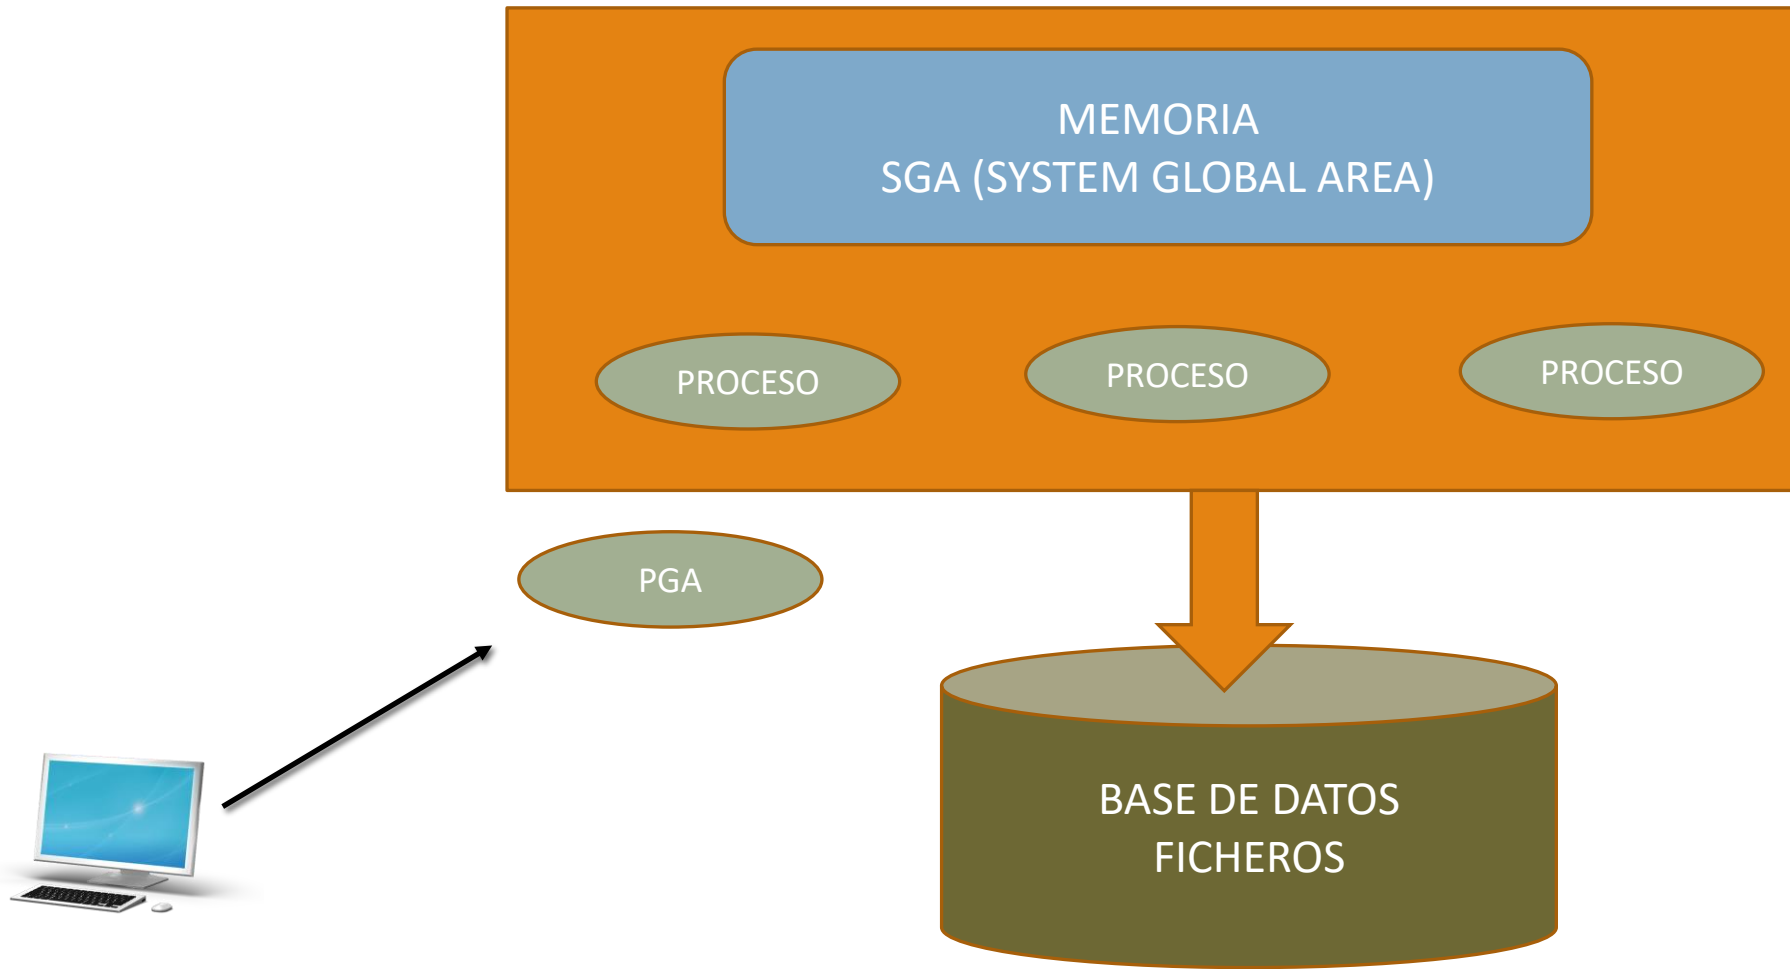 MEMORIA
SGA (SYSTEM GLOBAL AREA)
PROCESO
PROCESO
PROCESO
PGA
BASE DE DATOS
FICHEROS